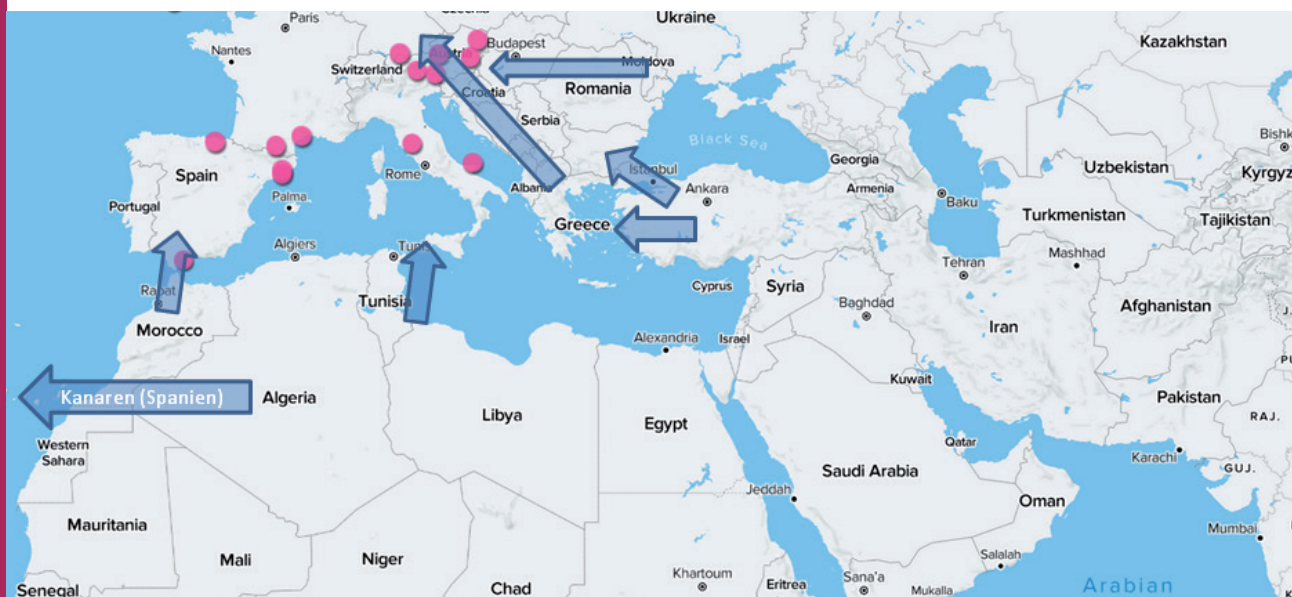 Paris
Czechia
Ukraine
Kazakhstan
Nantes
Budapest
Moldova
Switzerland
Romania
Croatia
Serbia
Black Sea
Georgia
Bishk
Uzbekistan
Kyrgyz
Spain
Rome
Albania
Istanbul
Ankara
Armenia
Baku
Turkmenistan
Tajikistan
Portugal
Palma
Greece
Algiers
Tunis
Tehran
Mashhad
Rabat
Tunisia
Cyprus
Syria
Baghdad
Afghanistan
Morocco
Iran
Alexandria
Israel
Kanaren (Spanien)
Algeria
Kuwait
Pakistan
Libya
Egypt
RAJ.
Western
Sahara
Qatar
Karachi
GUJ.
Saudi Arabia
Jeddah
Oman
Mauritania
Mumbai
Mali
Niger
Salalah
Khartoum
Sana'a
Chad
Eritrea
Mukalla
Arabian
Senegal